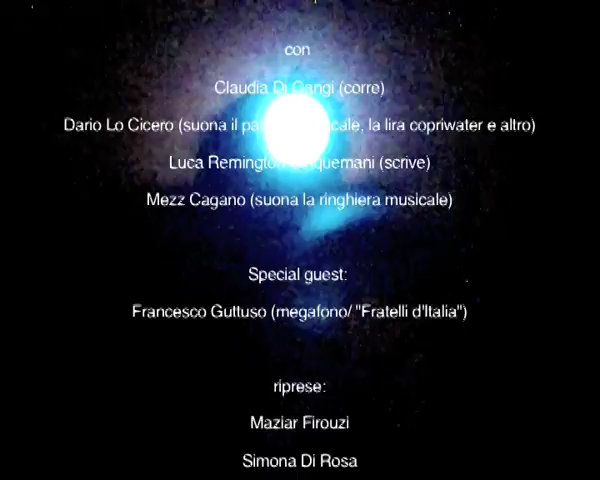 con
Claudia Di Gangi (corre)
Dario Lo Cicero (suona il la lira copriwater e altro)
Luca Remington (scrive)
Mezz Cagano (suona la ringhiera musicale)
Special guest:
Francesco Guttuso (megafono/ "Fratelli d'Italia")
riprese:
Maziar Firouzi
Simona Di Rosa